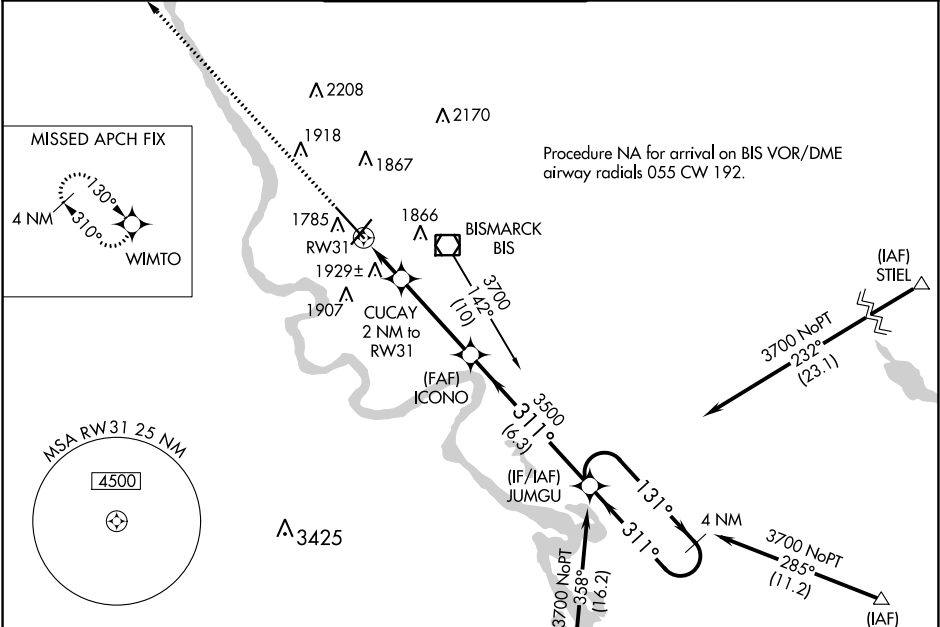 2208
2170
1918
1867
MISSED APCH FIX
130°
4 NM
310°
WIMTO
Procedure NA for arrival on BIS VOR/DME
airway radials 055 CW 192.
1785
1866
RW31
BISMARCK
BIS
1929±
1907
CUCAY
2 NM to
RW31
3700
142°
(10)
(IAF)
STIEL
3700 NoPT
232°
(23.1)
(FAF)
ICONO
3500
311°
(6.3)
MSA RW31 25 NM
4500
3425
(IF/IAF)
JUMGU
131°
311°
4 NM
3700 NoPT
285°
(11.2)
(IAF)
3700 NoPT
358°
(16.2)